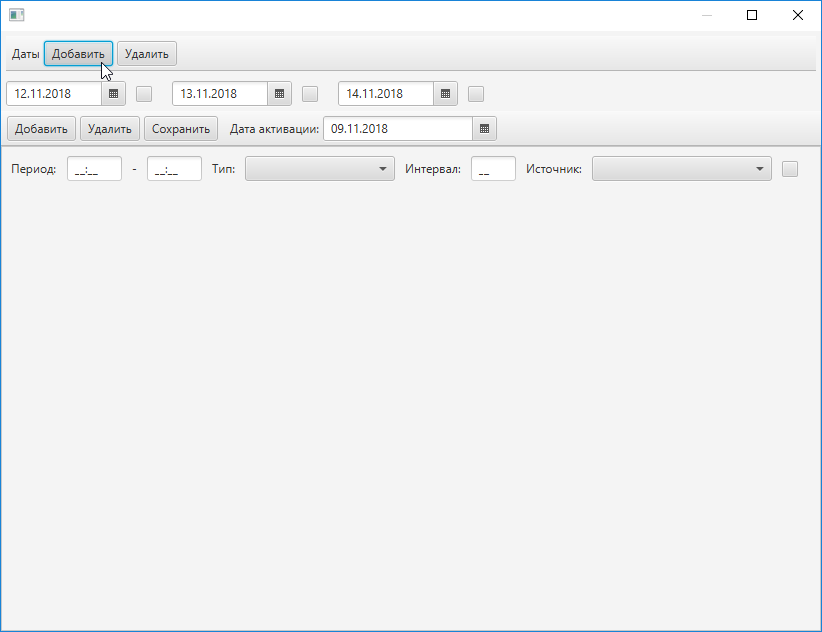 Даты Добавить Удалить
12.11.2018 13.11.2018 14.11.2018
Добавить Удалить Сохранить Дата активации: 09.11.2018
Период: __:__ - __:__ Тип: Интервал: __ Источник: